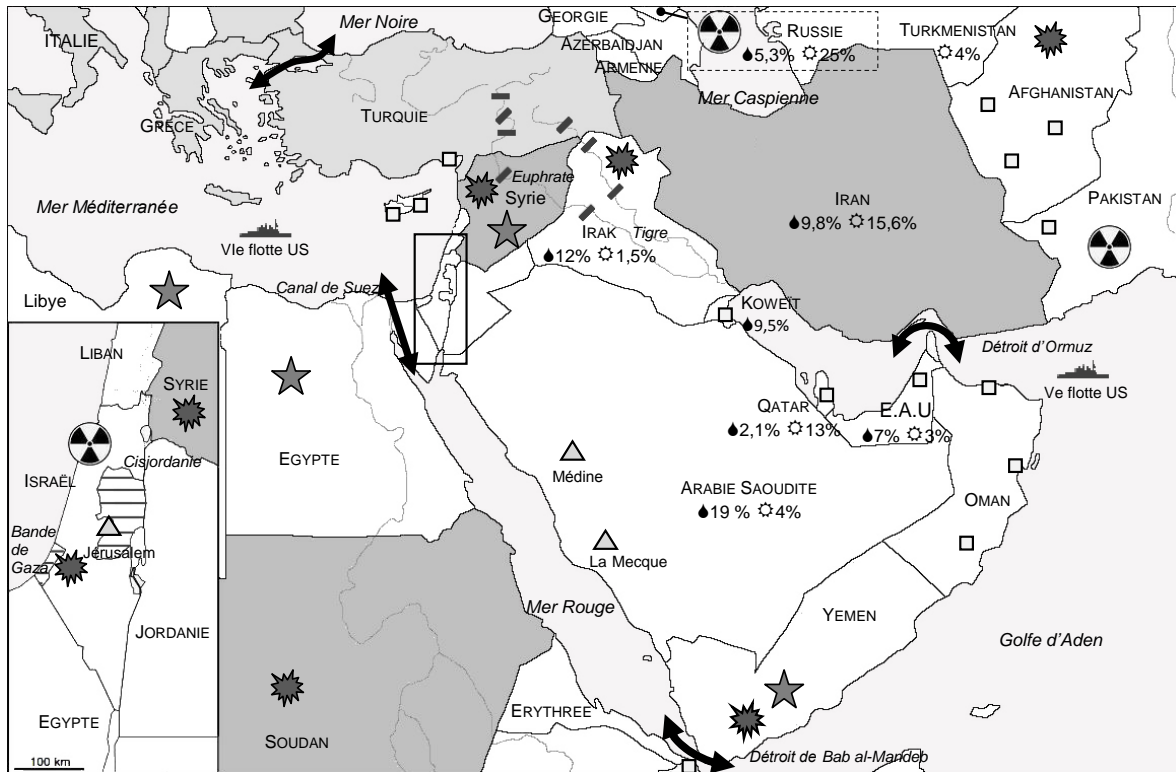 Mer Noire
GEORGIE
RUSSIE
5,3% 25%
TURKMENISTAN
4%
ITALIE
AZERBAÏDJAN
ARMENIE
Mer Caspienne
AFGHANISTAN
GRÈCE
TURQUIE
Euphrate
Syrie
IRAN
9,8% 15,6%
PAKISTAN
Mer Méditerranée
VIe flotte US
IRAK
Tigre
12% 1,5%
Libye
Canal de Suez
KOWEÏT
9,5%
Détroit d'Ormuz
Ve flotte US
LIBAN
SYRIE
QATAR
2,1% 13%
E.A.U
7% 3%
Cisjordanie
ISRAËL
EGYPTE
Médine
ARABIE SAOUDITE
19 % 4%
OMAN
Bande
de
Gaza
Jérusalem
La Mecque
Mer Rouge
YEMEN
JORDANIE
Golfe d'Aden
EGYPTE
SOUDAN
ERYTHREE
Détroit de Bab al-Mandeb
100 km